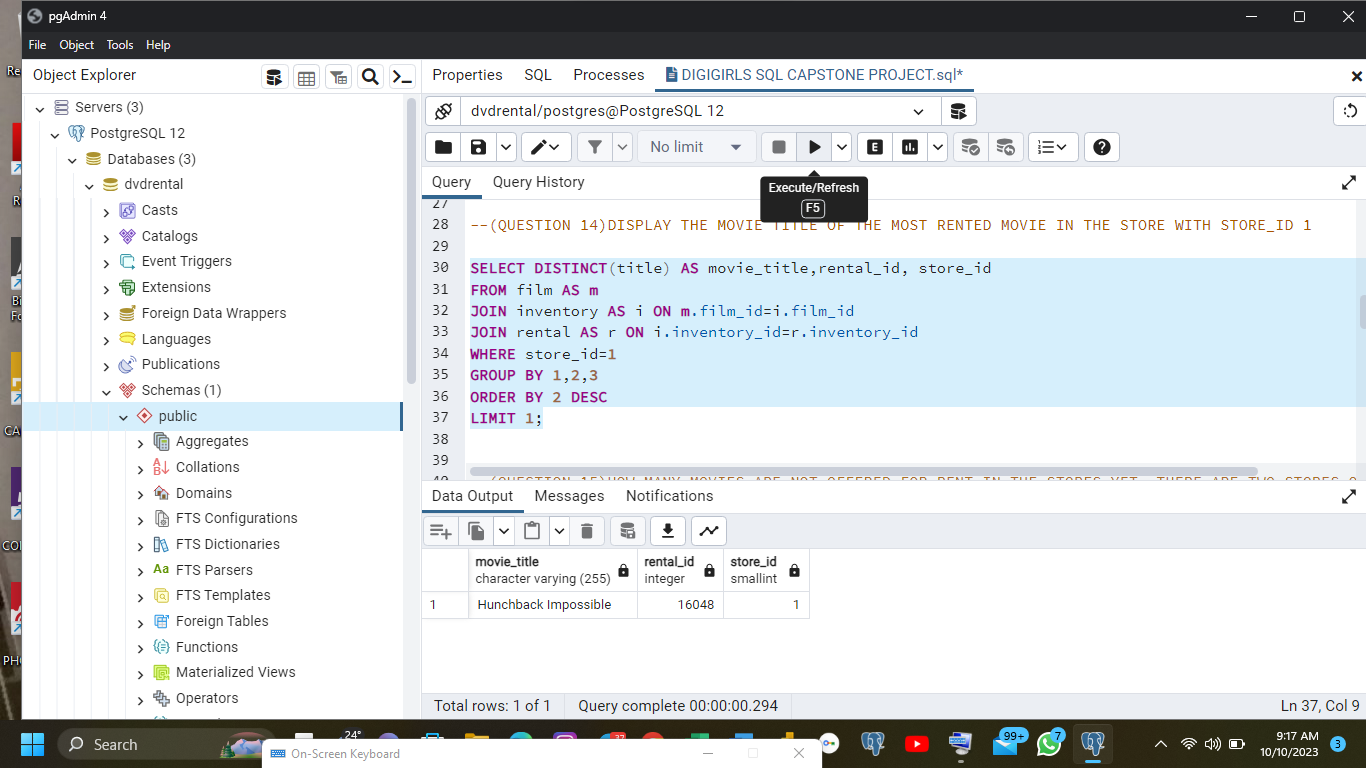 pgAdmin 4
File Object Tools Help
Object Explorer
Properties SQL Processes DIGIGIRLS SQL CAPSTONE PROJECT.sql*
Servers (3)
PostgreSQL 12
Databases (3)
dvdrental
Casts
Catalogs
Event Triggers
Extensions
Foreign Data Wrappers
Languages
Publications
Schemas (1)
public
Aggregates
Collations
Domains
FTS Configurations
FTS Dictionaries
FTS Parsers
FTS Templates
Foreign Tables
Functions
Materialized Views
Operators
dvdrental/postgres@PostgreSQL 12
No limit
Query Query History
Execute/Refresh
F5
27
28 --(QUESTION 14)DISPLAY THE MOVIE TITLE OF THE MOST RENTED MOVIE IN THE STORE WITH STORE_ID 1
29
30 SELECT DISTINCT(title) AS movie_title,rental_id, store_id
31 FROM film AS m
32 JOIN inventory AS i ON m.film_id=i.film_id
33 JOIN rental AS r ON i.inventory_id=r.inventory_id
34 WHERE store_id=1
35 GROUP BY 1,2,3
36 ORDER BY 2 DESC
37 LIMIT 1;
38
39
Data Output Messages Notifications
movie_title rental_id store_id
character varying (255) integer smallint
1 Hunchback Impossible 16048 1
Total rows: 1 of 1 Query complete 00:00:00.294 Ln 37, Col 9
Search
24°
37
99+
7
9:17 AM
10/10/2023
3
On-Screen Keyboard